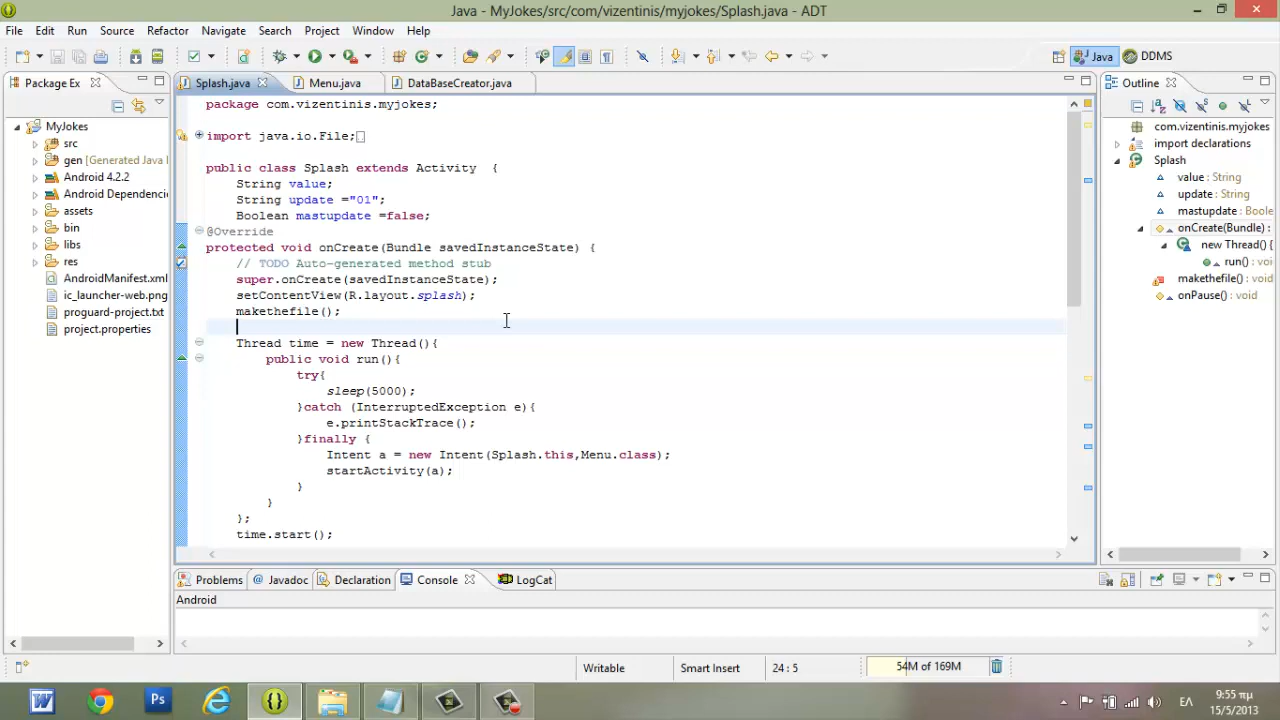 Java - MyJokes/src/com/vizentinis/myjokes/Splash.java - ADT
File Edit Run Source Refactor Navigate Search Project Window Help
Java DDMS
Package Ex
MyJokes
src
gen [Generated Java
Android 4.2.2
Android Dependenci
assets
bin
libs
res
AndroidManifest.xml
ic_launcher-web.png
proguard-project.txt
project.properties
Splash.java Menu.java DataBaseCreator.java
package com.vizentinis.myjokes;
import java.io.File;
public class Splash extends Activity {
String value;
String update ="01";
Boolean mastupdate =false;
@Override
protected void onCreate(Bundle savedInstanceState) {
// TODO Auto-generated method stub
super.onCreate(savedInstanceState);
setContentView(R.layout.splash);
makethefile();
Thread time = new Thread(){
public void run(){
try{
sleep(5000);
}catch (InterruptedException e){
e.printStackTrace();
}finally {
Intent a = new Intent(Splash.this,Menu.class);
startActivity(a);
}
}
};
time.start();
Outline
com.vizentinis.myjokes
import declarations
Splash
value : String
update : String
mastupdate : Boole
onCreate(Bundle) :
new Thread() {
run() : voi
makethefile() : void
onPause() : void
Problems @ Javadoc Declaration Console LogCat
Android
Writable Smart Insert 24 : 5 54M of 169M
W Ps ΕΛ 9:55 πμ
15/5/2013